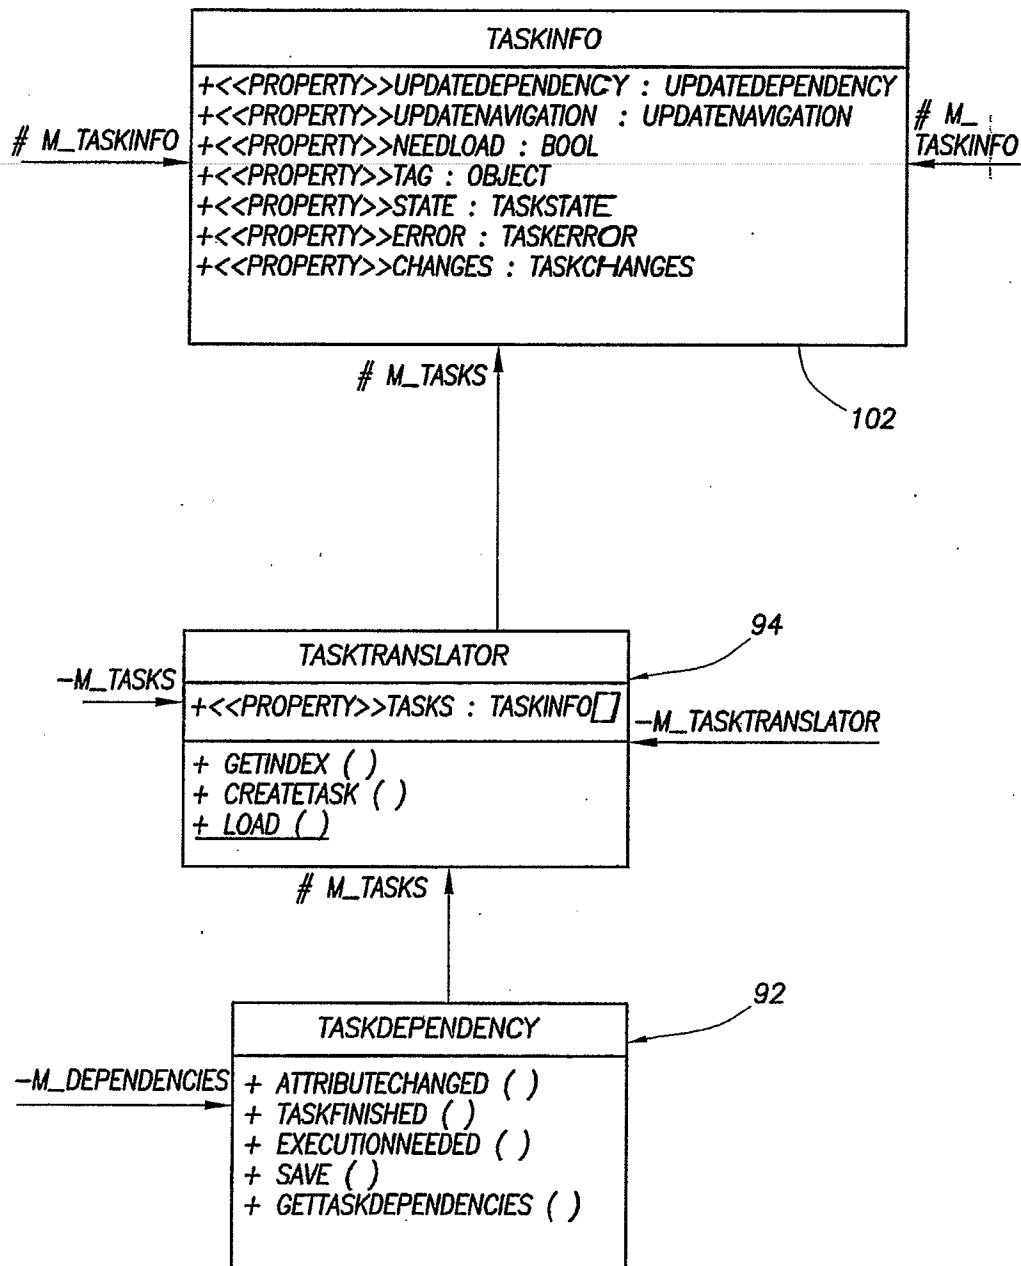 TASKINFO
+<<PROPERTY>>UPDATEDEPENDENCY : UPDATEDEPENDENCY
+<<PROPERTY>>UPDATENAVIGATION : UPDATENAVIGATION
+<<PROPERTY>>NEEDLOAD : BOOL
+<<PROPERTY>>TAG : OBJECT
+<<PROPERTY>>STATE : TASKSTATE
+<<PROPERTY>>ERROR : TASKERROR
+<<PROPERTY>>CHANGES : TASKCHANGES
# M_TASKINFO
# M_
TASKINFO
# M_TASKS
102
94
TASKTRANSLATOR
-M_TASKS
+<<PROPERTY>>TASKS : TASKINFO[]
-M_TASKTRANSLATOR
+ GETINDEX ( )
+ CREATETASK ( )
+ LOAD ( )
# M_TASKS
92
TASKDEPENDENCY
-M_DEPENDENCIES
+ ATTRIBUTECHANGED ( )
+ TASKFINISHED ( )
+ EXECUTIONNEEDED ( )
+ SAVE ( )
+ GETTASKDEPENDENCIES ( )